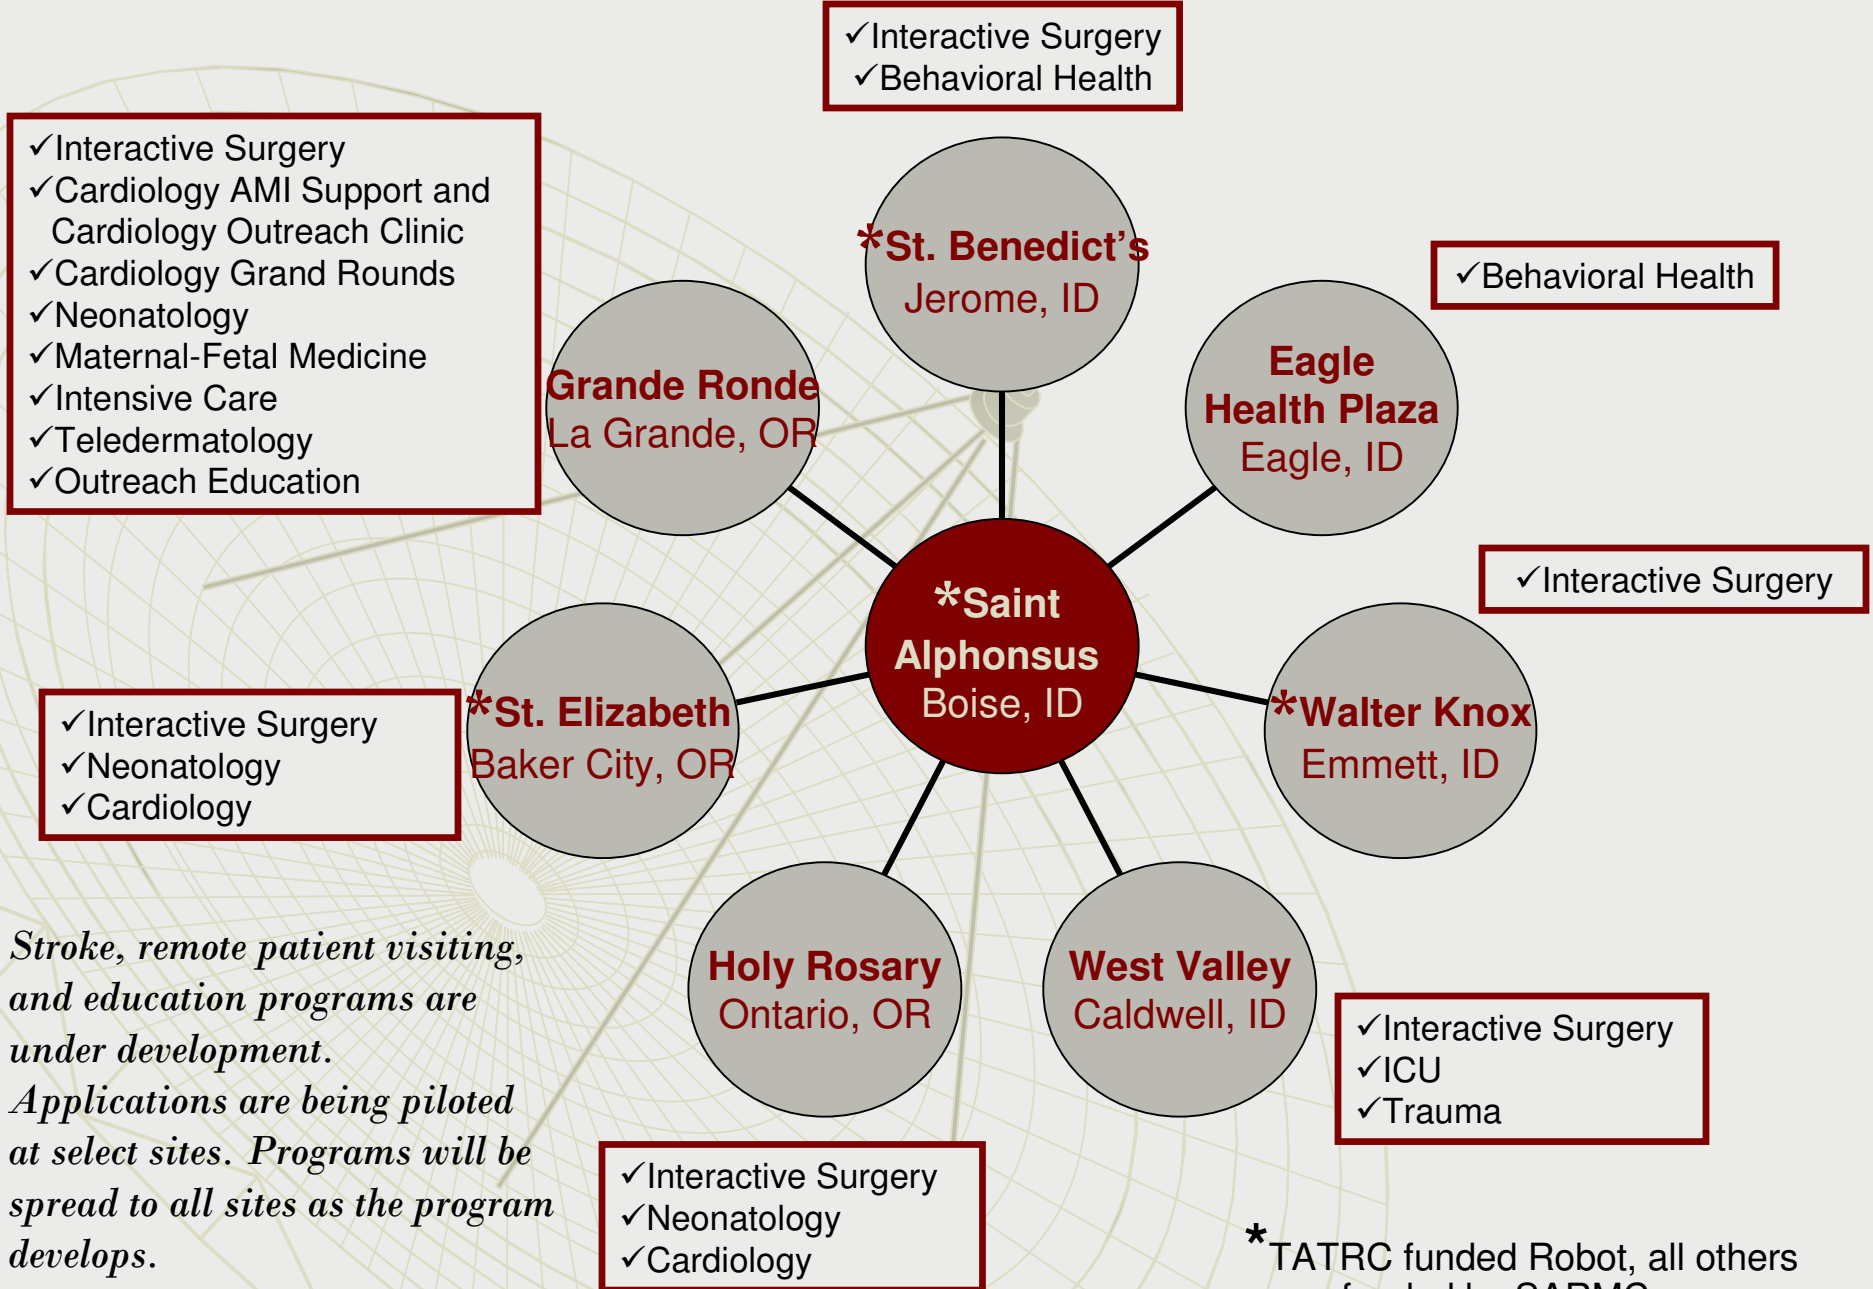 ✓Interactive Surgery
✓Behavioral Health
✓Interactive Surgery
✓Cardiology AMI Support and
Cardiology Outreach Clinic
✓Cardiology Grand Rounds
✓Neonatology
✓Maternal-Fetal Medicine
✓Intensive Care
✓Teledermatology
✓Outreach Education
*St. Benedict's
Jerome, ID
✓Behavioral Health
Grande Ronde
La Grande, OR
Eagle
Health Plaza
Eagle, ID
✓Interactive Surgery
*Saint
Alphonsus
Boise, ID
✓Interactive Surgery
✓Neonatology
✓Cardiology
*St. Elizabeth
Baker City, OR
*Walter Knox
Emmett, ID
Stroke, remote patient visiting,
and education programs are
under development.
Applications are being piloted
at select sites. Programs will be
spread to all sites as the program
develops.
Holy Rosary
Ontario, OR
West Valley
Caldwell, ID
✓Interactive Surgery
✓ICU
✓Trauma
✓Interactive Surgery
✓Neonatology
✓Cardiology
*TATRC funded Robot, all others
funded by SARMC